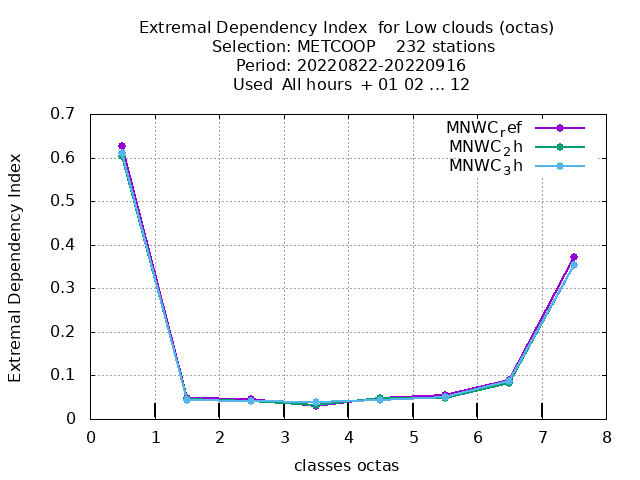 Extremal Dependency Index  for Low clouds (octas)
Selection: METCOOP    232 stations
Period: 20220822-20220916
Used  All hours  + 01 02 ... 12
Extremal Dependency Index
0.7
0.6
0.5
0.4
0.3
0.2
0.1
0
MNWC_ref
MNWC_2h
MNWC_3h
0 1 2 3 4 5 6 7 8
classes octas